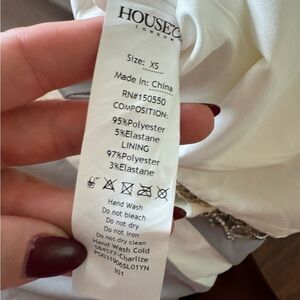 HOUSE
LONDON
Size: XS
Made In: China
RN#150550
COMPOSITION:
95%Polyester
5%Elastane
LINING
97%Polyester
3%Elastane
Hand Wash
Do not bleach
Do not dry
Do not Iron
Do not dry clean
Hand Wash Cold
584577-Charlize
301